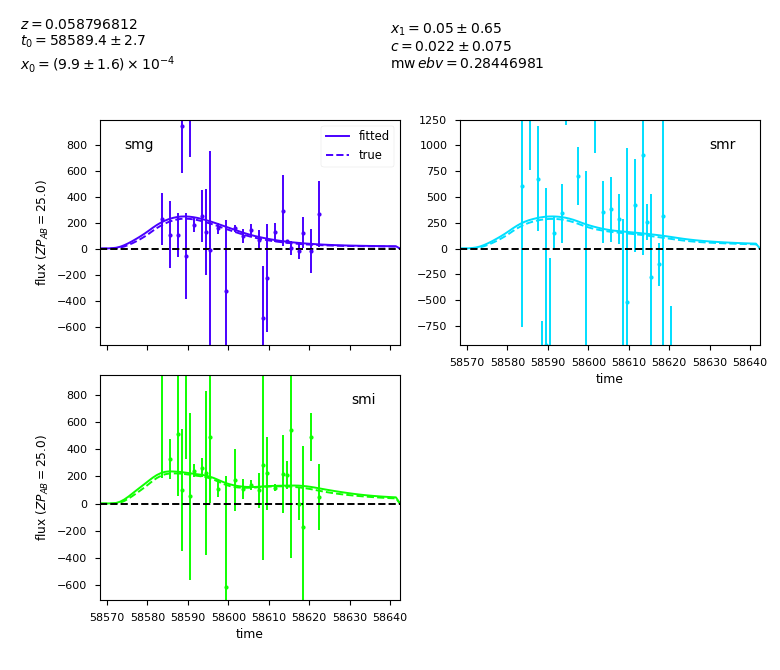 z = 0.058796812
t₀ = 58589.4 ± 2.7
x₀ = (9.9 ± 1.6) × 10⁻⁴
x₁ = 0.05 ± 0.65
c = 0.022 ± 0.075
mwebv = 0.28446981
smg
fitted
true
800
600
400
200
0
−200
−400
−600
flux (ZP_AB = 25.0)
smr
1250
1000
750
500
250
0
−250
−500
−750
58570 58580 58590 58600 58610 58620 58630 58640
time
smi
800
600
400
200
0
−200
−400
−600
flux (ZP_AB = 25.0)
58570 58580 58590 58600 58610 58620 58630 58640
time